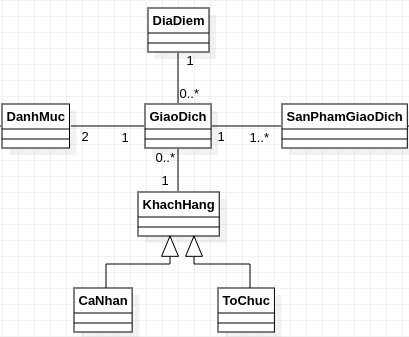 DiaDiem
1
0..*
DanhMuc
GiaoDich
SanPhamGiaoDich
2
1
1
1..*
0..*
1
KhachHang
CaNhan
ToChuc